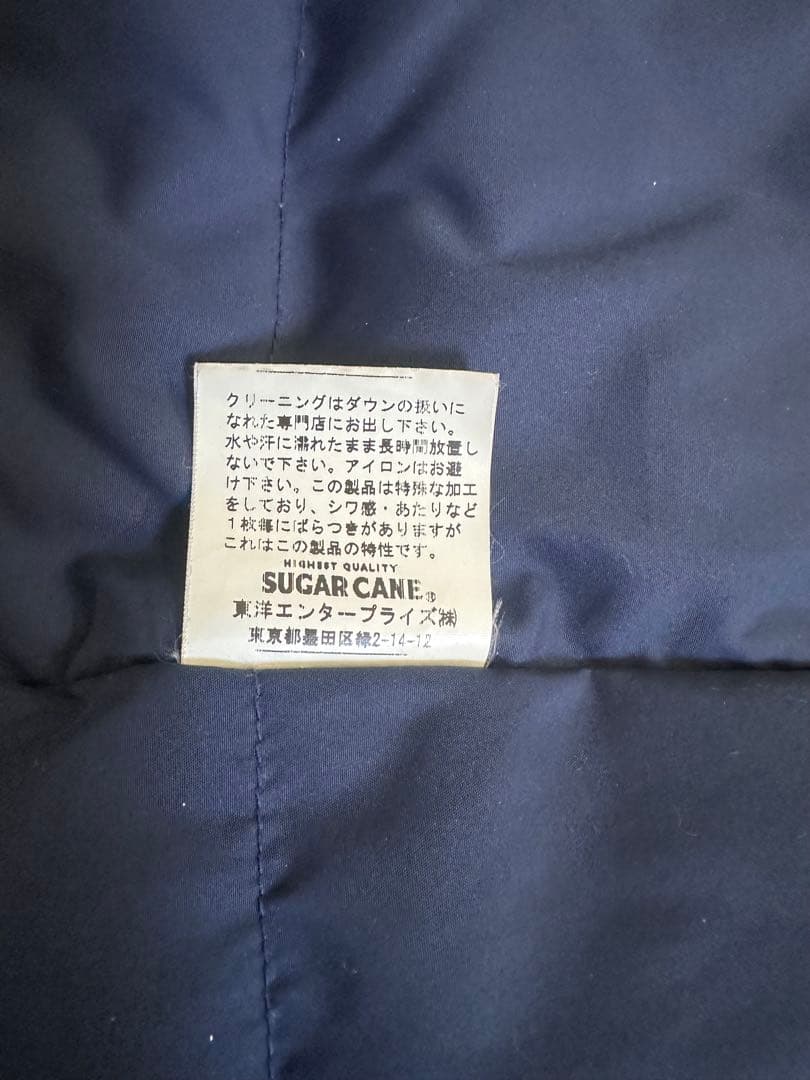 クリーニングはダウンの扱いに
なれた専門店にお出し下さい。
水や汗に濡れたまま長時間放置し
ないで下さい。アイロンはお避
け下さい。この製品は特殊な加工
をしており、シワ感・あたりなど
1枚毎にばらつきがありますが
これはこの製品の特性です。
HIGHEST QUALITY
SUGAR CANE®
東洋エンタープライズ㈱
東京都墨田区緑2-14-12